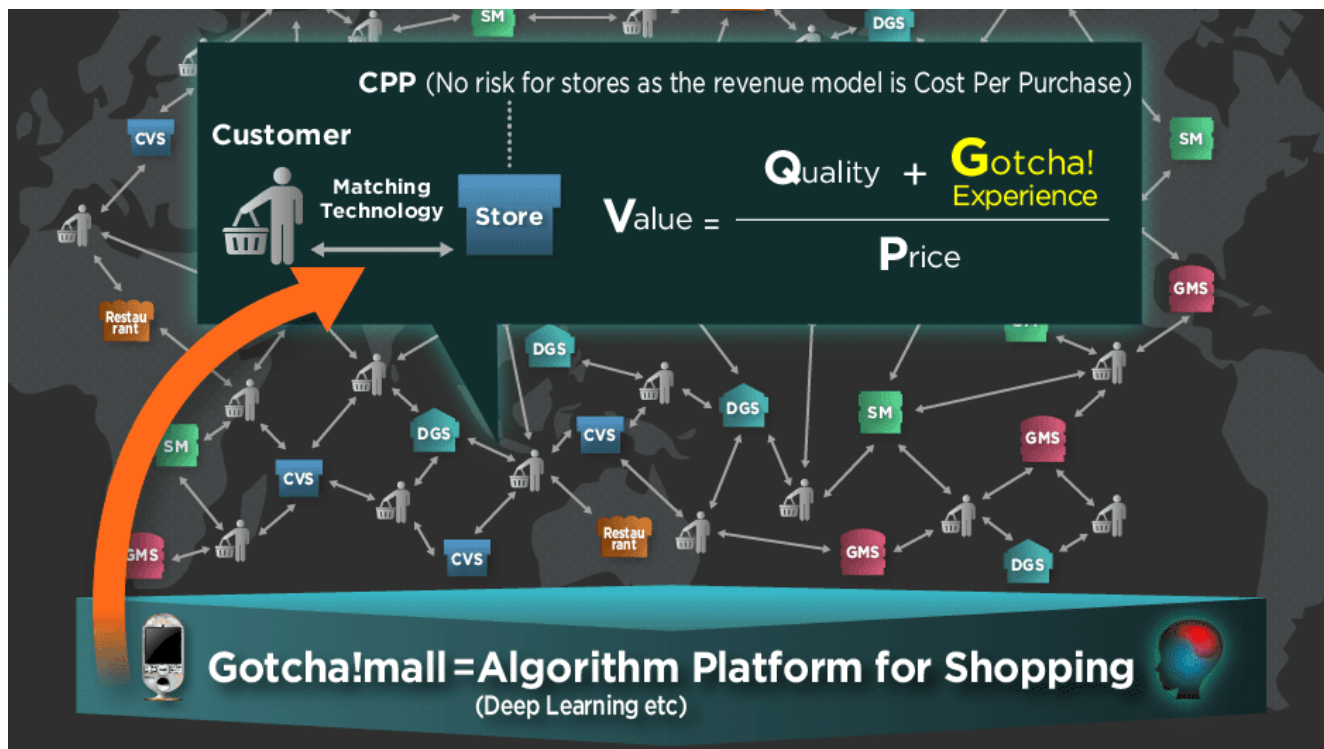 SM
DGS
CPP (No risk for stores as the revenue model is Cost Per Purchase)
CVS
Customer
Matching
Technology
Store
Value = Quality + Gotcha!
Experience
Price
SM
GMS
Restau
rant
SM
DGS
DGS
SM
DGS
CVS
GMS
SM
CVS
Restau
rant
GMS
CVS
GMS
DGS
Gotcha!mall = Algorithm Platform for Shopping
(Deep Learning etc)